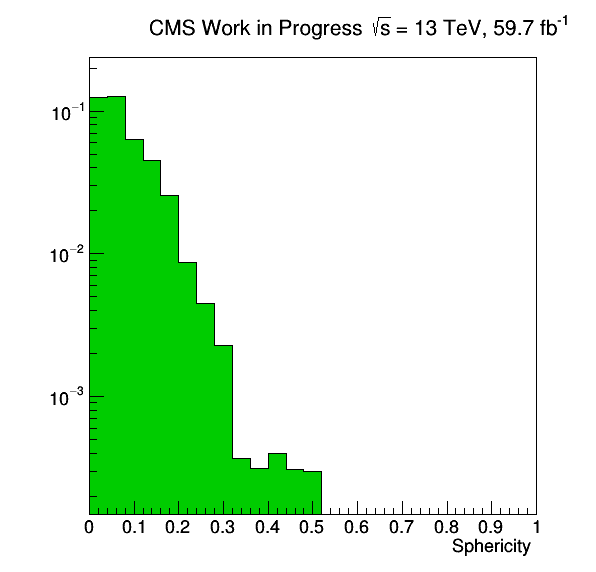 CMS Work in Progress √s = 13 TeV, 59.7 fb⁻¹
10⁻¹
10⁻²
10⁻³
0 0.1 0.2 0.3 0.4 0.5 0.6 0.7 0.8 0.9 1
Sphericity